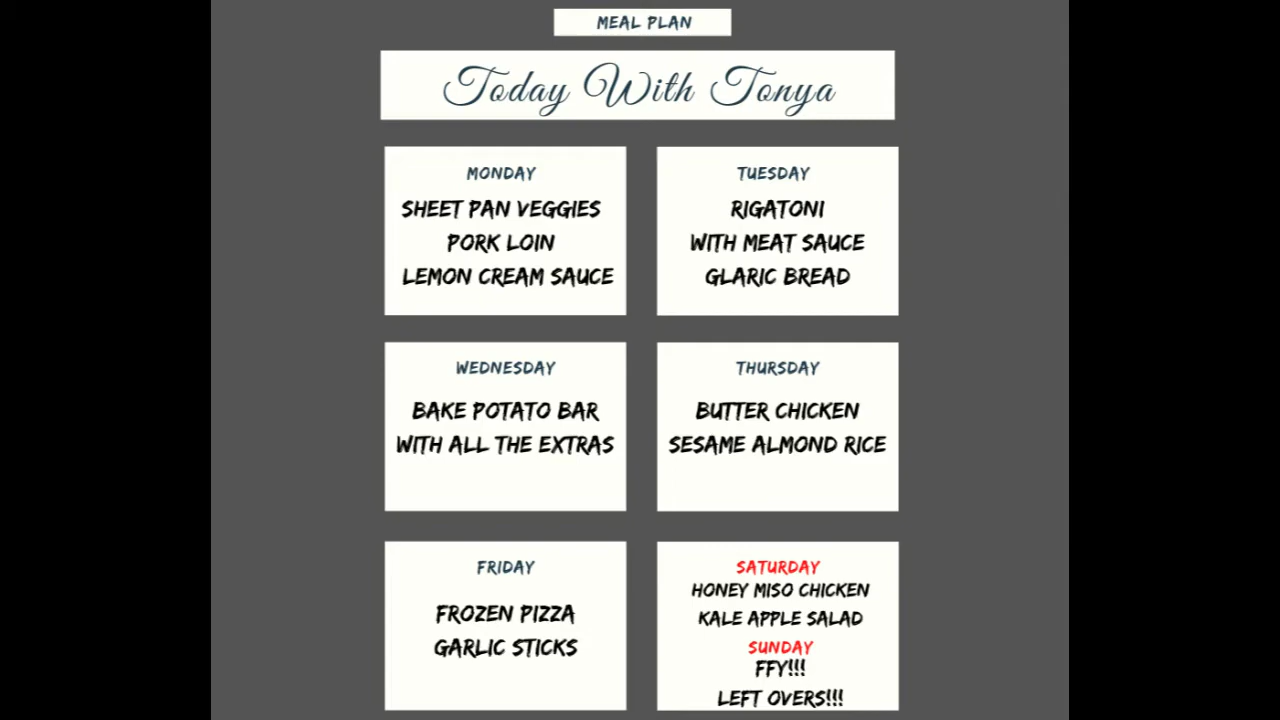 MEAL PLAN
Today With Tonya
MONDAY
SHEET PAN VEGGIES
PORK LOIN
LEMON CREAM SAUCE
TUESDAY
RIGATONI
WITH MEAT SAUCE
GLARIC BREAD
WEDNESDAY
BAKE POTATO BAR
WITH ALL THE EXTRAS
THURSDAY
BUTTER CHICKEN
SESAME ALMOND RICE
FRIDAY
FROZEN PIZZA
GARLIC STICKS
SATURDAY
HONEY MISO CHICKEN
KALE APPLE SALAD
SUNDAY
FFY!!!
LEFT OVERS!!!